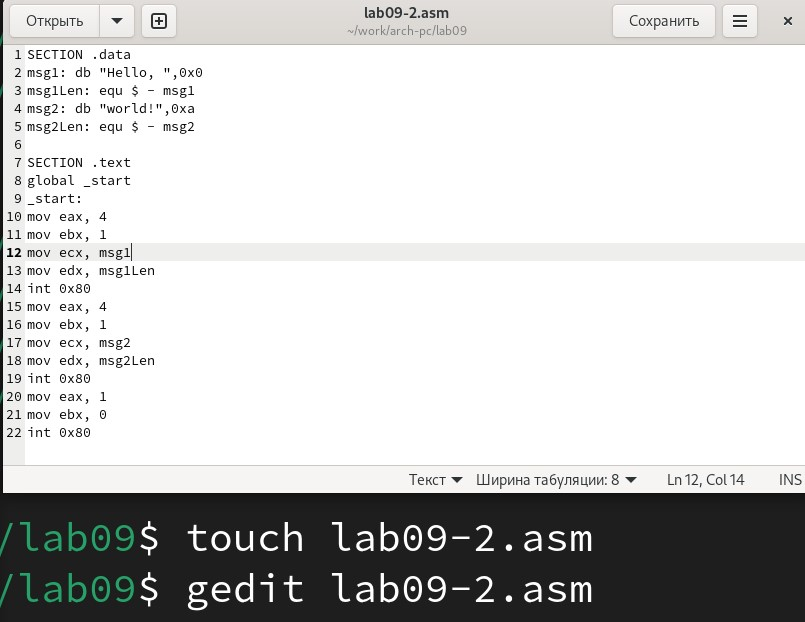 Открыть
lab09-2.asm
~/work/arch-pc/lab09
Сохранить
1 SECTION .data
2 msg1: db "Hello, ",0x0
3 msg1Len: equ $ - msg1
4 msg2: db "world!",0xa
5 msg2Len: equ $ - msg2
6
7 SECTION .text
8 global _start
9 _start:
10 mov eax, 4
11 mov ebx, 1
12 mov ecx, msg1
13 mov edx, msg1Len
14 int 0x80
15 mov eax, 4
16 mov ebx, 1
17 mov ecx, msg2
18 mov edx, msg2Len
19 int 0x80
20 mov eax, 1
21 mov ebx, 0
22 int 0x80
Текст Ширина табуляции: 8 Ln 12, Col 14 INS
/lab09$ touch lab09-2.asm
/lab09$ gedit lab09-2.asm